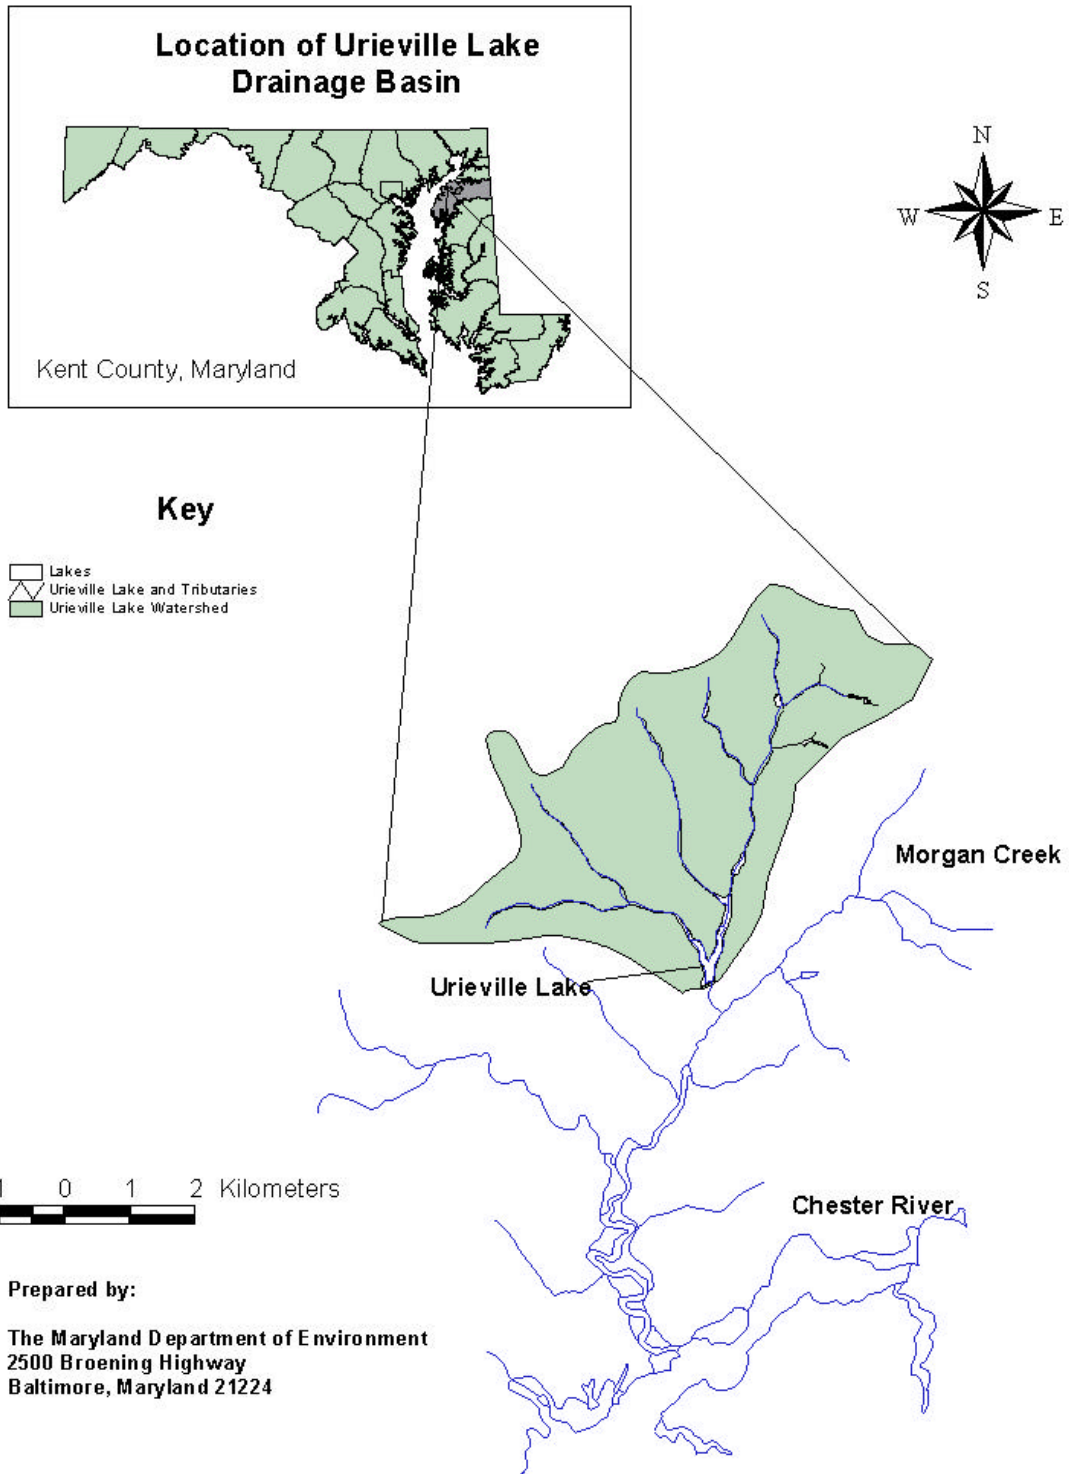 Location of Urieville Lake
Drainage Basin
Kent County, Maryland
N
W
E
S
Key
Lakes
Urieville Lake and Tributaries
Urieville Lake Watershed
Morgan Creek
Urieville Lake
1 0 1 2 Kilometers
Chester River
Prepared by:
The Maryland Department of Environment
2500 Broening Highway
Baltimore, Maryland 21224